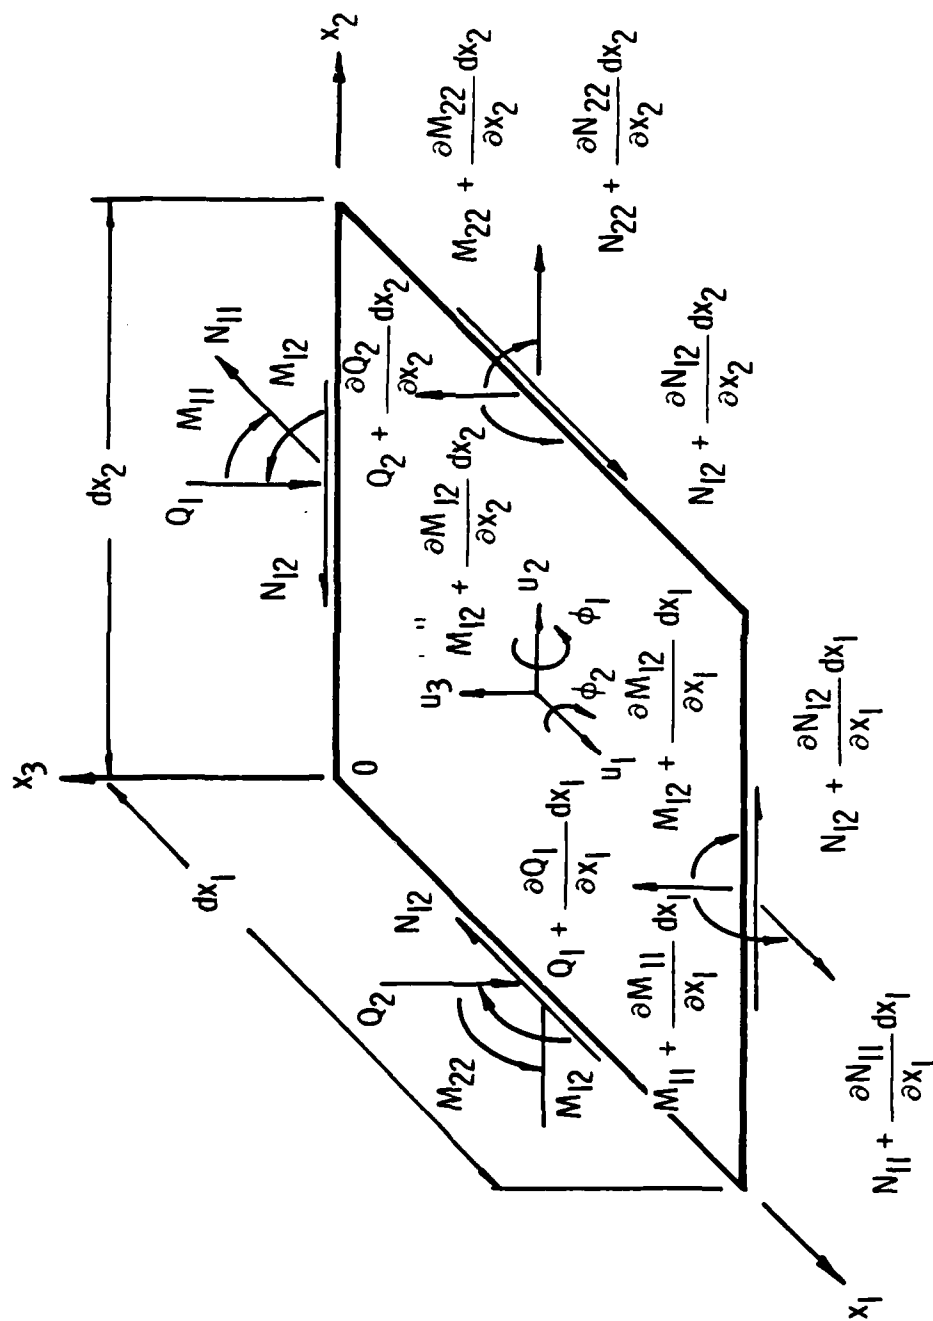 x₃
dx₂
x₂
dx₁
0
Q₁
M₁₁
N₁₁
M₁₂
N₁₂
Q₂ + ∂Q₂/∂x₂ dx₂
M₂₂ + ∂M₂₂/∂x₂ dx₂
N₂₂ + ∂N₂₂/∂x₂ dx₂
M₁₂ + ∂M₁₂/∂x₂ dx₂
N₁₂ + ∂N₁₂/∂x₂ dx₂
u₃
u₂
u₁
ϕ₁
ϕ₂
N₁₂
Q₂
M₂₂
M₁₂
Q₁ + ∂Q₁/∂x₁ dx₁
M₁₂ + ∂M₁₂/∂x₁ dx₁
M₁₁ + ∂M₁₁/∂x₁ dx₁
N₁₂ + ∂N₁₂/∂x₁ dx₁
N₁₁ + ∂N₁₁/∂x₁ dx₁
x₁